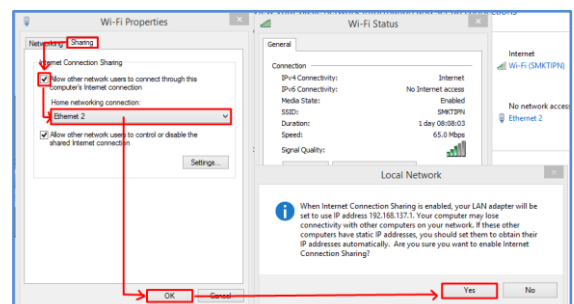 Wi-Fi Properties
Networking Sharing
Internet Connection Sharing
Allow other network users to connect through this
computer's Internet connection
Home networking connection:
Ethernet 2
Allow other network users to control or disable the
shared Internet connection
Settings...
OK Cancel
Wi-Fi Status
General
Connection
IPv4 Connectivity: Internet
IPv6 Connectivity: No Internet access
Media State: Enabled
SSID: SMKTIPN
Duration: 1 day 08:08:03
Speed: 65.0 Mbps
Signal Quality:
Internet
Wi-Fi (SMKTIPN)
No network access
Ethernet 2
Local Network
When Internet Connection Sharing is enabled, your LAN adapter will be
set to use IP address 192.168.137.1. Your computer may lose
connectivity with other computers on your network. If these other
computers have static IP addresses, you should set them to obtain their
IP addresses automatically. Are you sure you want to enable Internet
Connection Sharing?
Yes No